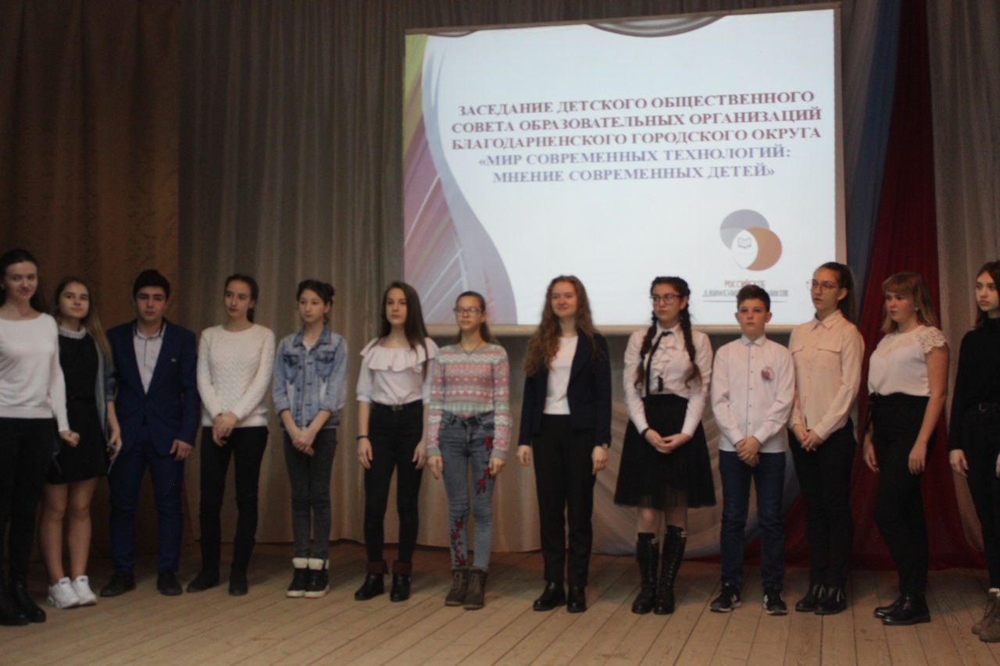 ЗАСЕДАНИЕ ДЕТСКОГО ОБЩЕСТВЕННОГО
СОВЕТА ОБРАЗОВАТЕЛЬНЫХ ОРГАНИЗАЦИЙ
БЛАГОДАРНЕНСКОГО ГОРОДСКОГО ОКРУГА
«МИР СОВРЕМЕННЫХ ТЕХНОЛОГИЙ:
МНЕНИЕ СОВРЕМЕННЫХ ДЕТЕЙ»
РОССИЙСКОЕ